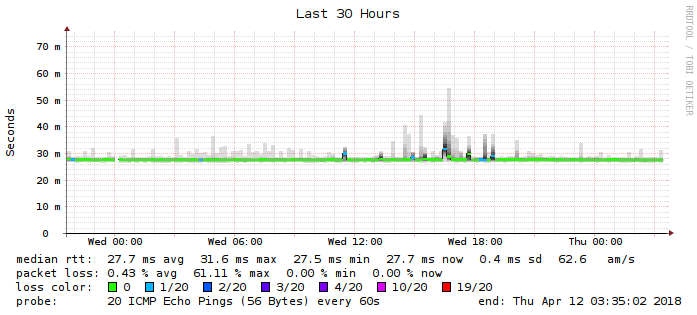 Last 30 Hours
RRDTOOL / TOBI OETIKER
Seconds
70 m
60 m
50 m
40 m
30 m
20 m
10 m
0
Wed 00:00 Wed 06:00 Wed 12:00 Wed 18:00 Thu 00:00
median rtt: 27.7 ms avg 31.6 ms max 27.5 ms min 27.7 ms now 0.4 ms sd 62.6 am/s
packet loss: 0.43 % avg 61.11 % max 0.00 % min 0.00 % now
loss color: 0 1/20 2/20 3/20 4/20 10/20 19/20
probe: 20 ICMP Echo Pings (56 Bytes) every 60s end: Thu Apr 12 03:35:02 2018